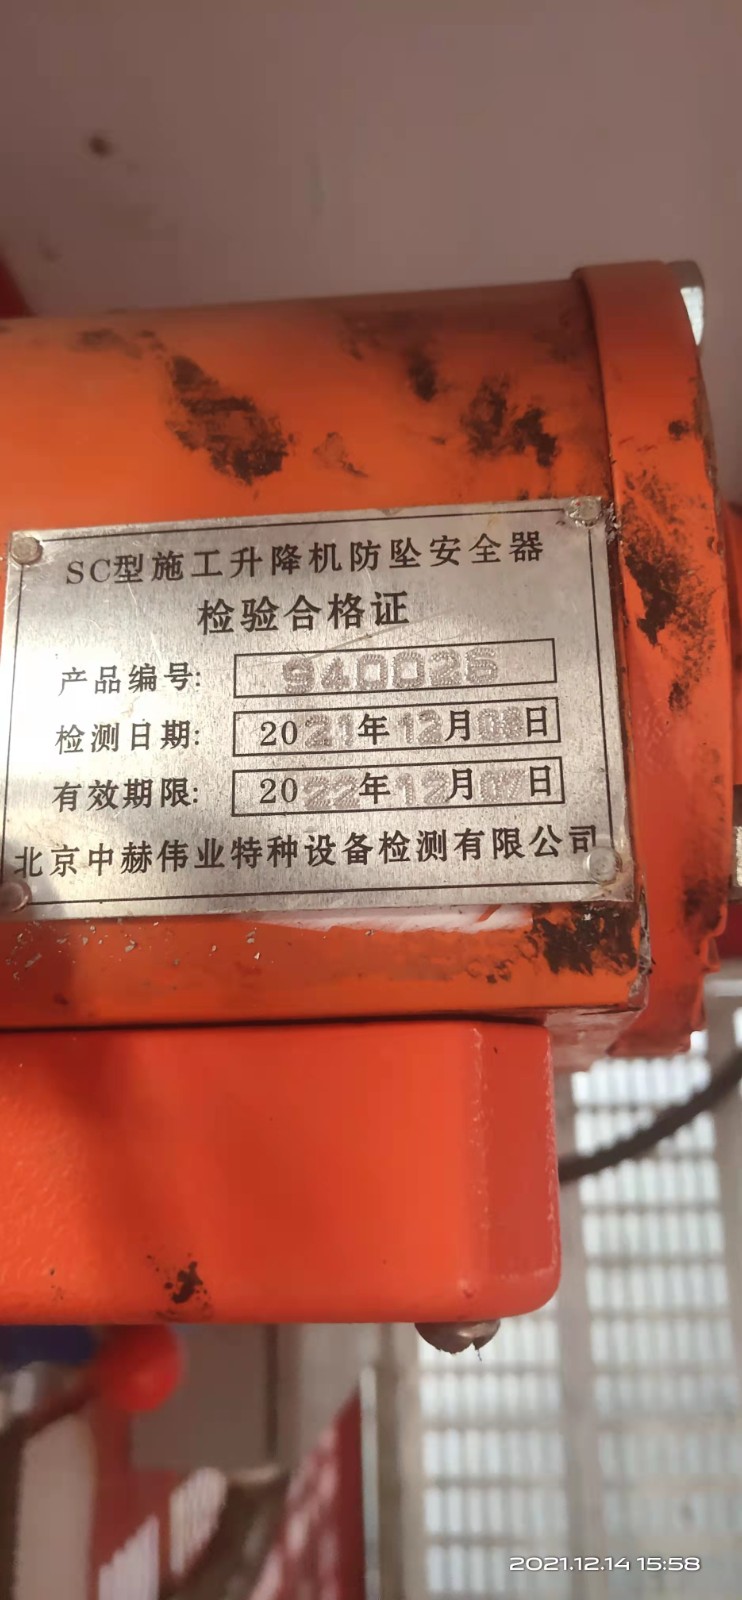 SC型施工升降机防坠安全器
检验合格证
产品编号: 940026
检测日期: 2021年12月08日
有效期限: 2022年12月07日
北京中赫伟业特种设备检测有限公司
2021.12.14 15:58